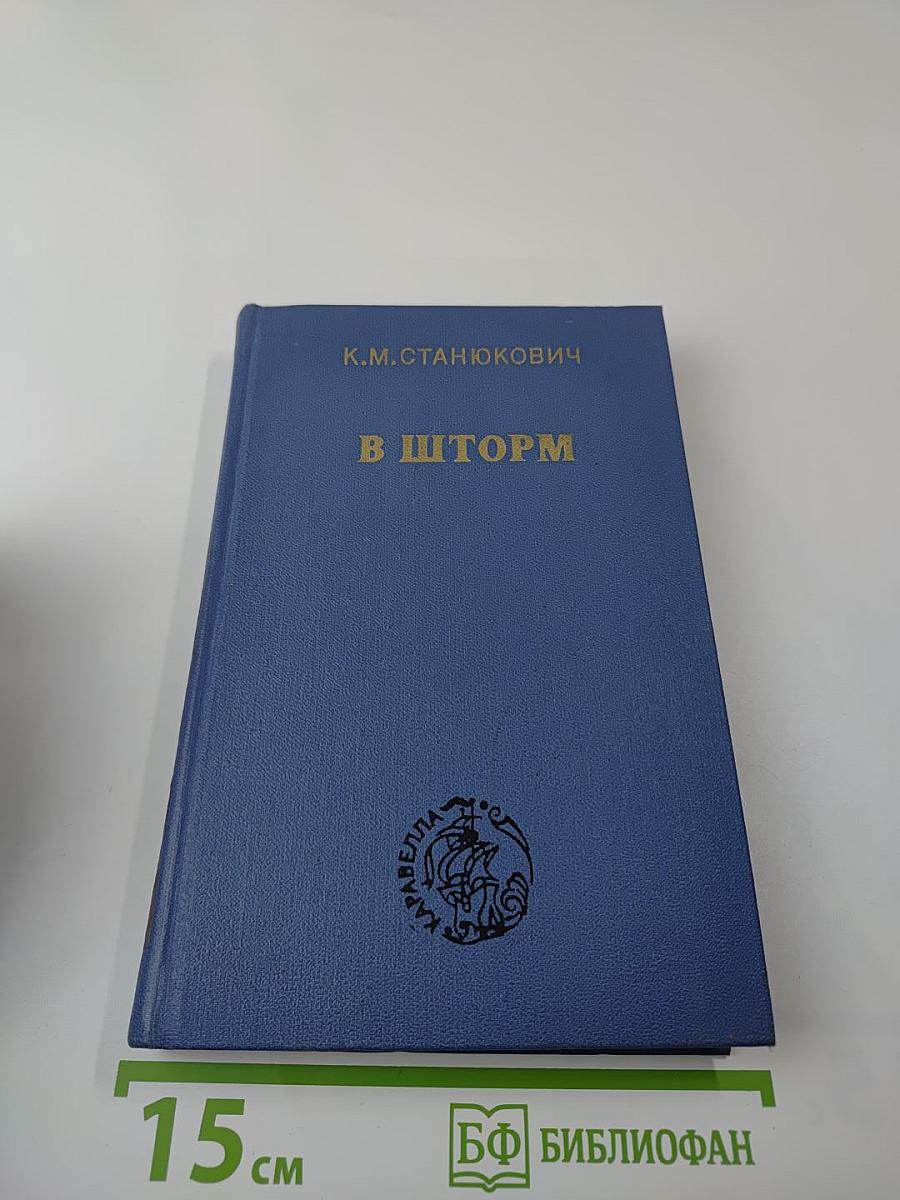 К.М.СТАНЮКОВИЧ
В ШТОРМ
КАРАВЕЛЛА
15 см
БФ БИБЛИОФАН